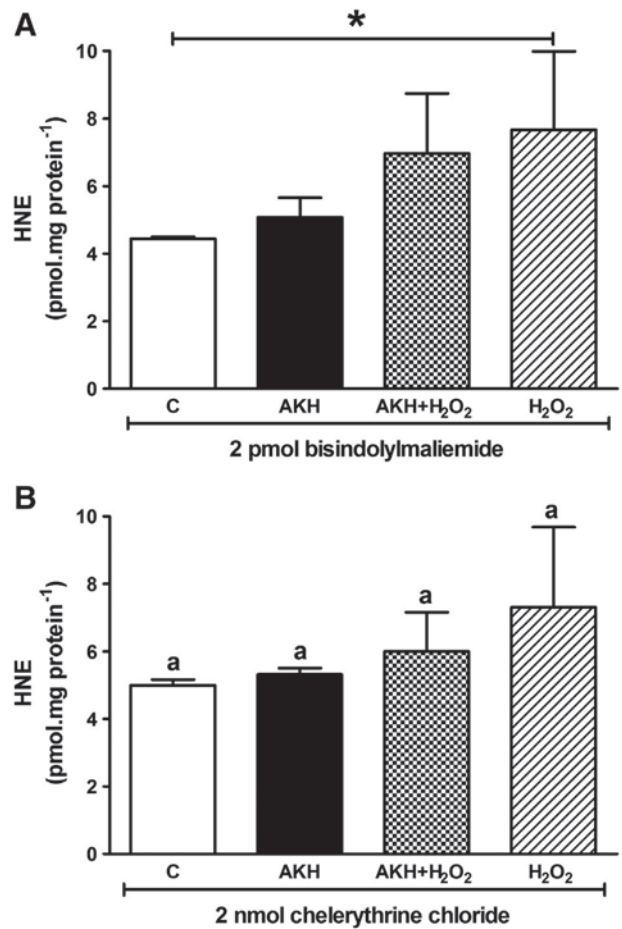 A
*
10
8
6
4
2
0
HNE
(pmol.mg protein⁻¹)
C AKH AKH+H₂O₂ H₂O₂
2 pmol bisindolylmaliemide
B
10
8
6
4
2
0
HNE
(pmol.mg protein⁻¹)
a a a a
C AKH AKH+H₂O₂ H₂O₂
2 nmol chelerythrine chloride